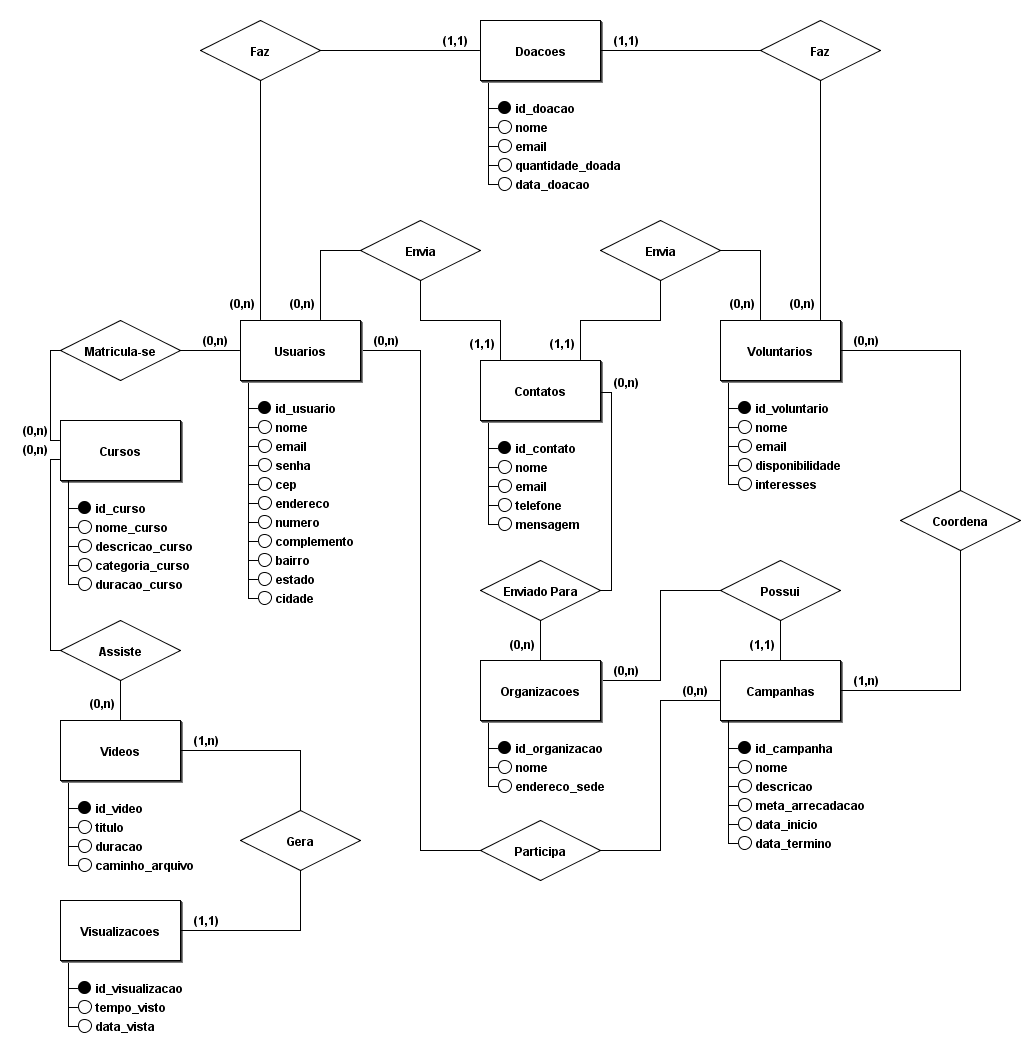 Faz
(1,1)
Doacoes
(1,1)
Faz
id_doacao
nome
email
quantidade_doada
data_doacao
Envia
Envia
(0,n)
(0,n)
(0,n)
(0,n)
Matricula-se
(0,n)
Usuarios
(0,n)
(1,1)
(1,1)
Voluntarios
(0,n)
Contatos
(0,n)
id_usuario
nome
email
senha
cep
endereco
numero
complemento
bairro
estado
cidade
id_voluntario
nome
email
disponibilidade
interesses
(0,n)
(0,n)
Cursos
id_contato
nome
email
telefone
mensagem
id_curso
nome_curso
descricao_curso
categoria_curso
duracao_curso
Coordena
Enviado Para
Possui
Assiste
(0,n)
(1,1)
(0,n)
Organizacoes
(0,n)
(0,n)
Campanhas
(1,n)
(0,n)
Videos
(1,n)
id_organizacao
nome
endereco_sede
id_campanha
nome
descricao
meta_arrecadacao
data_inicio
data_termino
id_video
titulo
duracao
caminho_arquivo
Gera
Participa
Visualizacoes
(1,1)
id_visualizacao
tempo_visto
data_vista